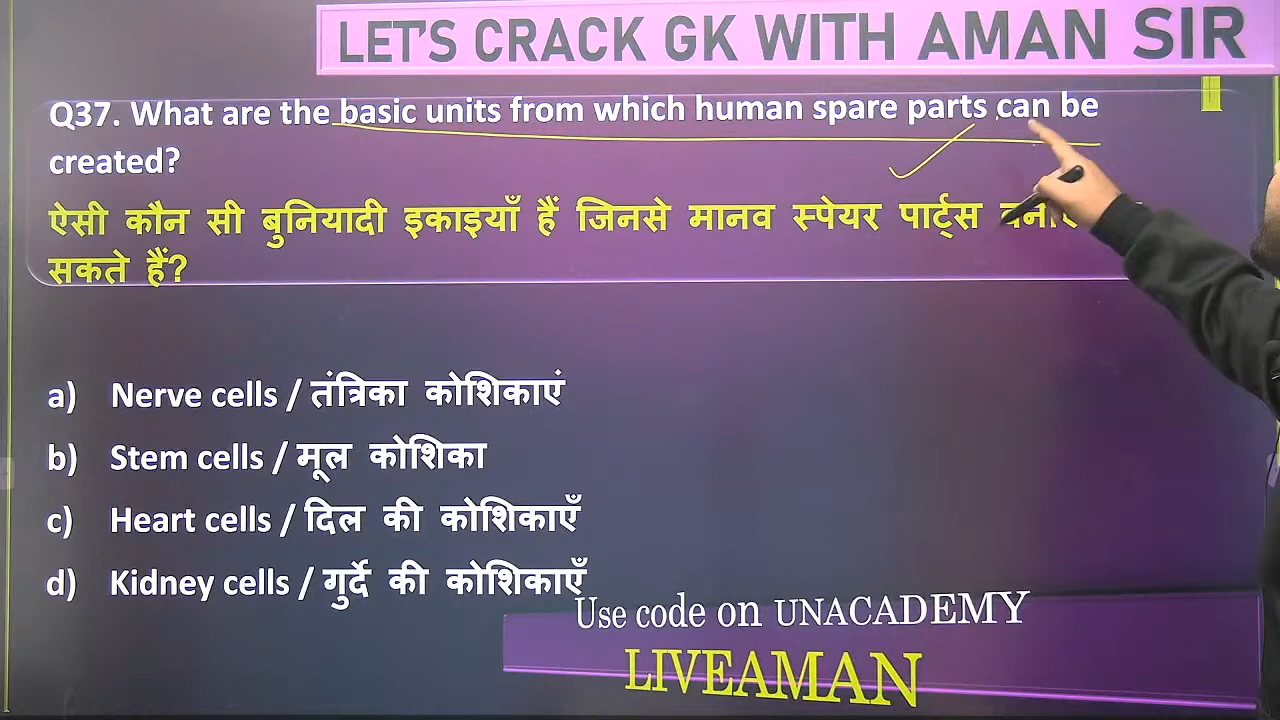 LET'S CRACK GK WITH AMAN SIR
Q37. What are the basic units from which human spare parts can be
created?
ऐसी कौन सी बुनियादी इकाइयाँ हैं जिनसे मानव स्पेयर पार्ट्स
सकते हैं?
a) Nerve cells / तंत्रिका कोशिकाएं
b) Stem cells / मूल कोशिका
c) Heart cells / दिल की कोशिकाएँ
d) Kidney cells / गुर्दे की कोशिकाएँ
Use code on UNACADEMY
LIVEAMAN